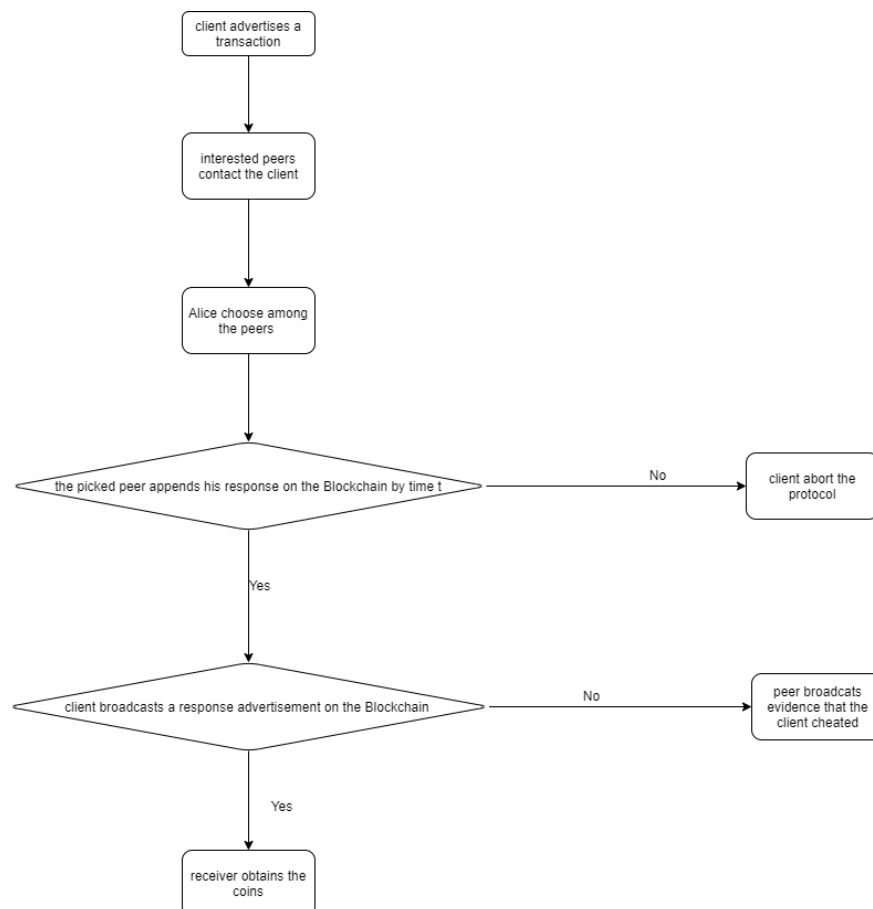 client advertises a
transaction
interested peers
contact the client
Alice choose among
the peers
the picked peer appends his response on the Blockchain by time t
No
client abort the
protocol
Yes
client broadcasts a response advertisement on the Blockchain
No
peer broadcats
evidence that the
client cheated
Yes
receiver obtains the
coins